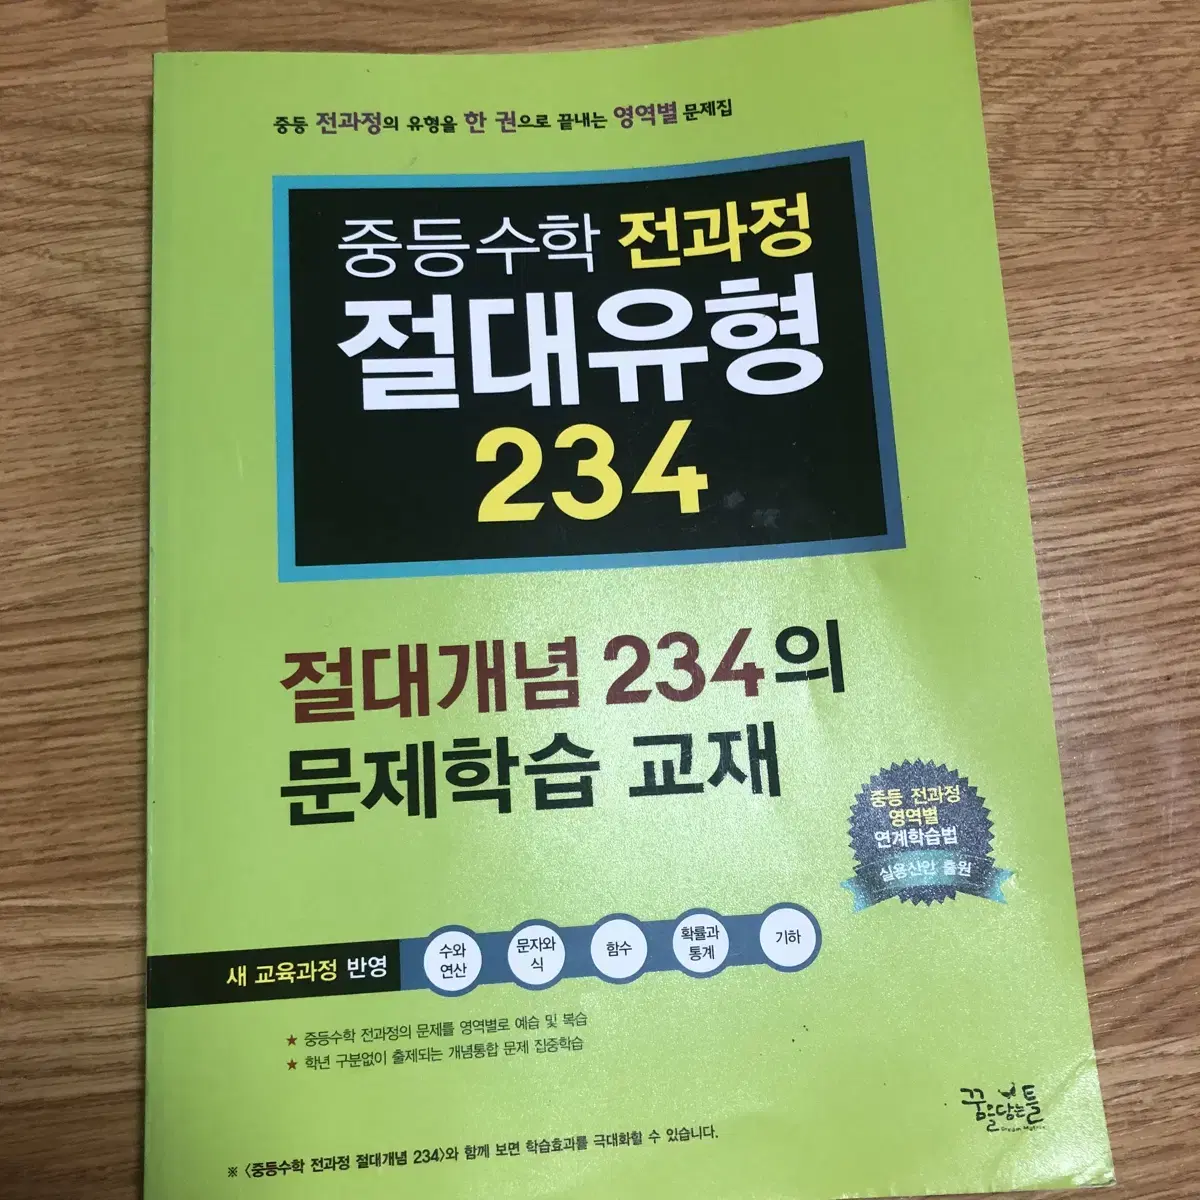 중등 전과정의 유형을 한 권으로 끝내는 영역별 문제집
중등수학 전과정
절대유형
234
절대개념 234의
문제학습 교재
중등 전과정
영역별
연계학습법
실용신안 출원
새 교육과정 반영
수와
연산
문자와
식
함수
확률과
통계
기하
★ 중등수학 전과정의 문제를 영역별로 예습 및 복습
★ 학년 구분없이 출제되는 개념통합 문제 집중학습
꿈을담는틀
Dream Matrix
※ 〈중등수학 전과정 절대개념 234〉와 함께 보면 학습효과를 극대화할 수 있습니다.